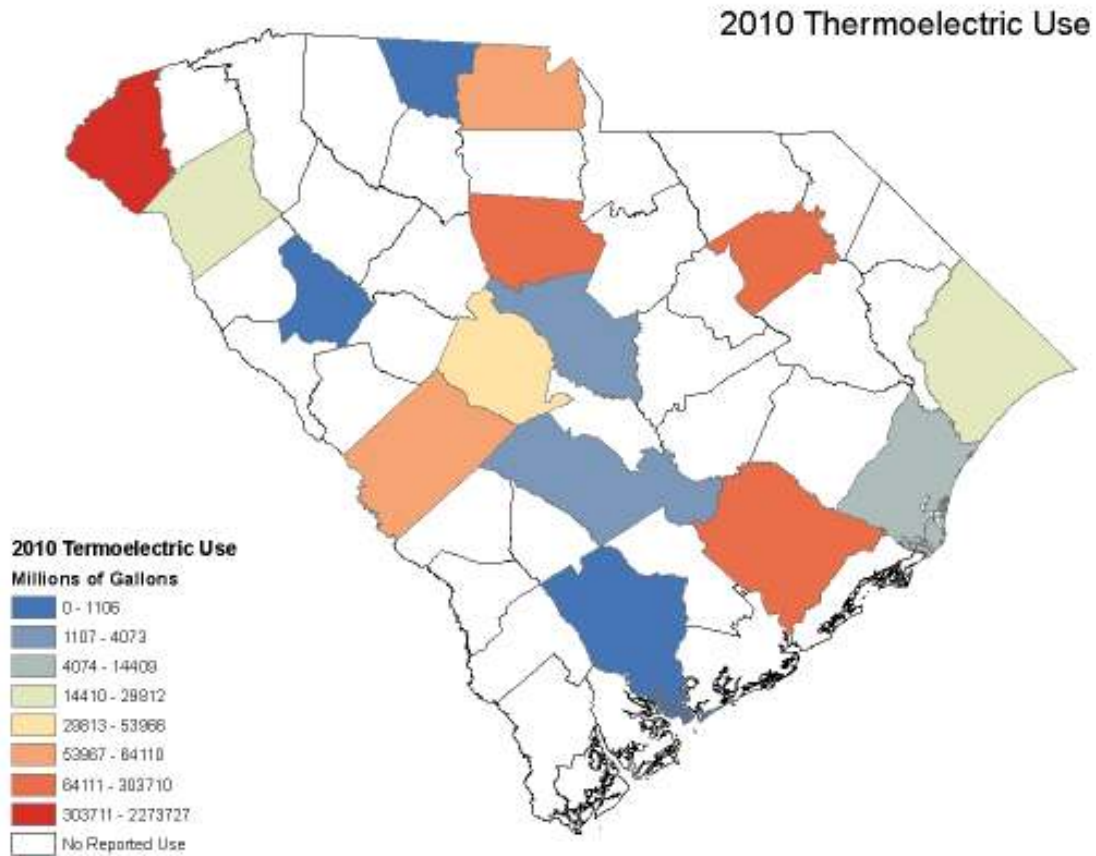 2010 Thermoelectric Use
2010 Termoelectric Use
Millions of Gallons
0 - 1106
1107 - 4073
4074 - 14409
14410 - 29812
29813 - 53966
53967 - 64110
64111 - 303710
303711 - 2273727
No Reported Use